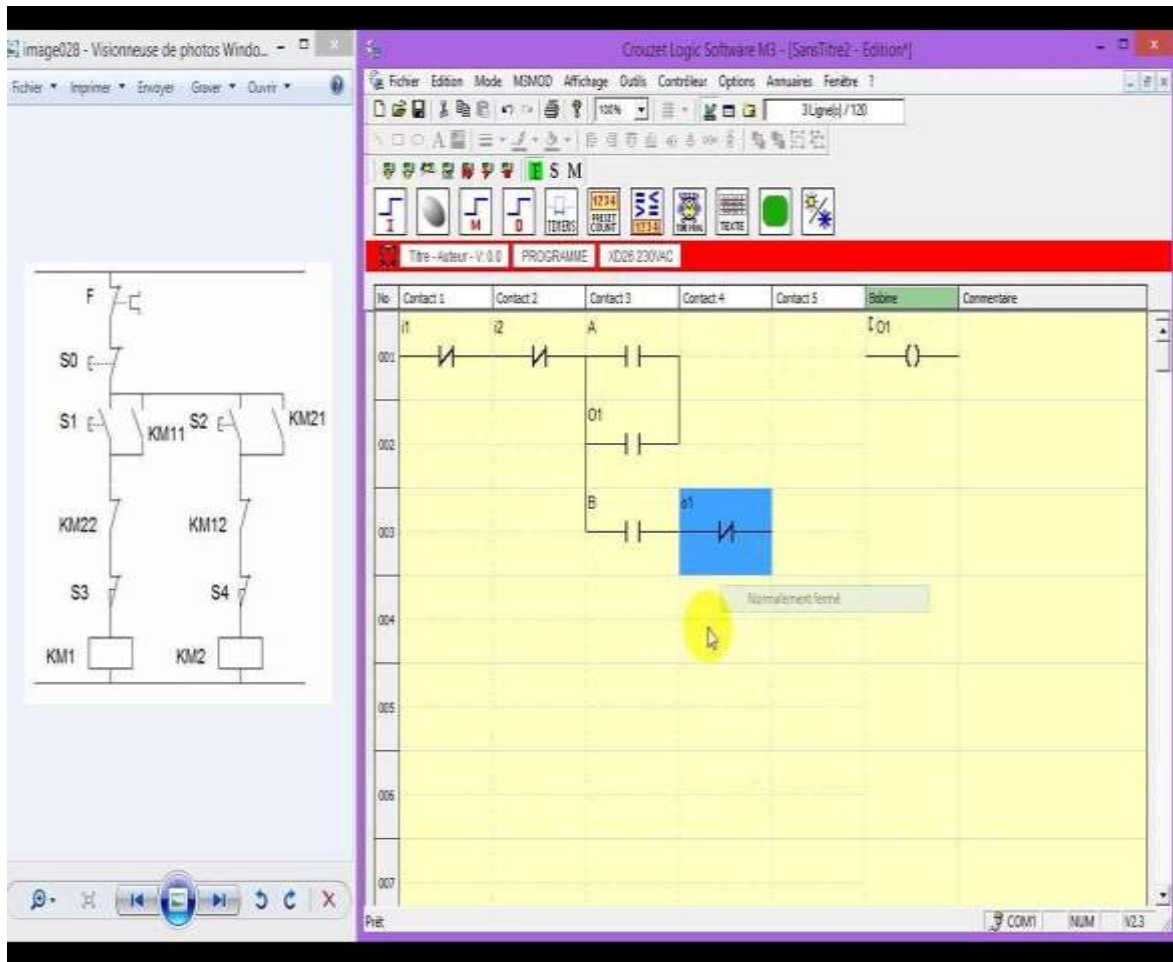 image028 - Visionneuse de photos Windo...
Fichier Imprimer Envoyer Graver Ouvrir
F
S0
S1 KM11 S2 KM21
KM22 KM12
S3 S4
KM1 KM2
Crouzet Logic Software M3 - [SansTitre2 - Edition*]
Fichier Edition Mode MSMOD Affichage Outils Contrôleur Options Annuaires Fenêtre ?
100% 3 Ligne(s) / 120
E S M
I M O TIMERS 1234 PRESET COUNT 1234 TEXTE
Titre - Auteur - V: 0.0 PROGRAMME XD26 230VAC
No Contact 1 Contact 2 Contact 3 Contact 4 Contact 5 Bobine Commentaire
i1 i2 A O1
001
O1
002
B o1
003
Normalement fermé
004
005
006
007
Prêt COM1 NUM V2.3